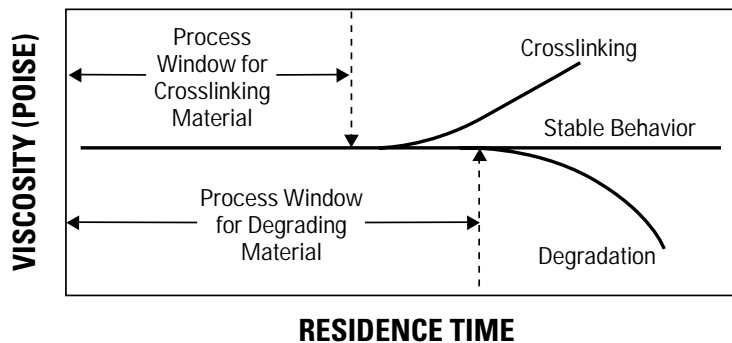 VISCOSITY (POISE)
Process
Window for
Crosslinking
Material
Crosslinking
Stable Behavior
Process Window
for Degrading
Material
Degradation
RESIDENCE TIME